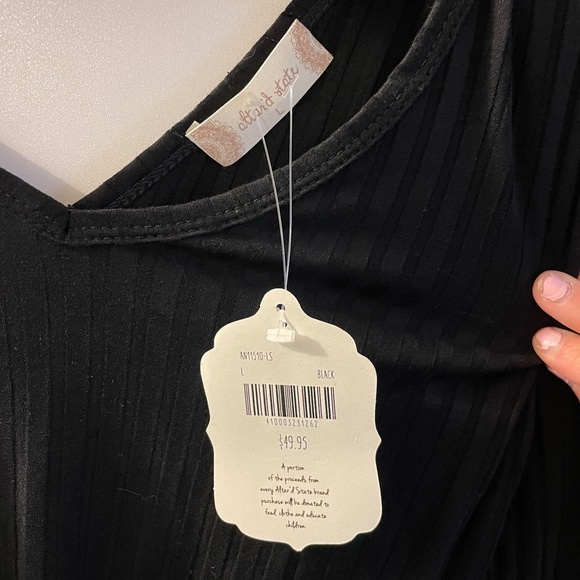 altar'd state
L
AN11510-LS
L BLACK
410003231262
$49.95
A portion
of the proceeds from
every Altar'd State brand
purchase will be donated to
feed, clothe and educate
children.